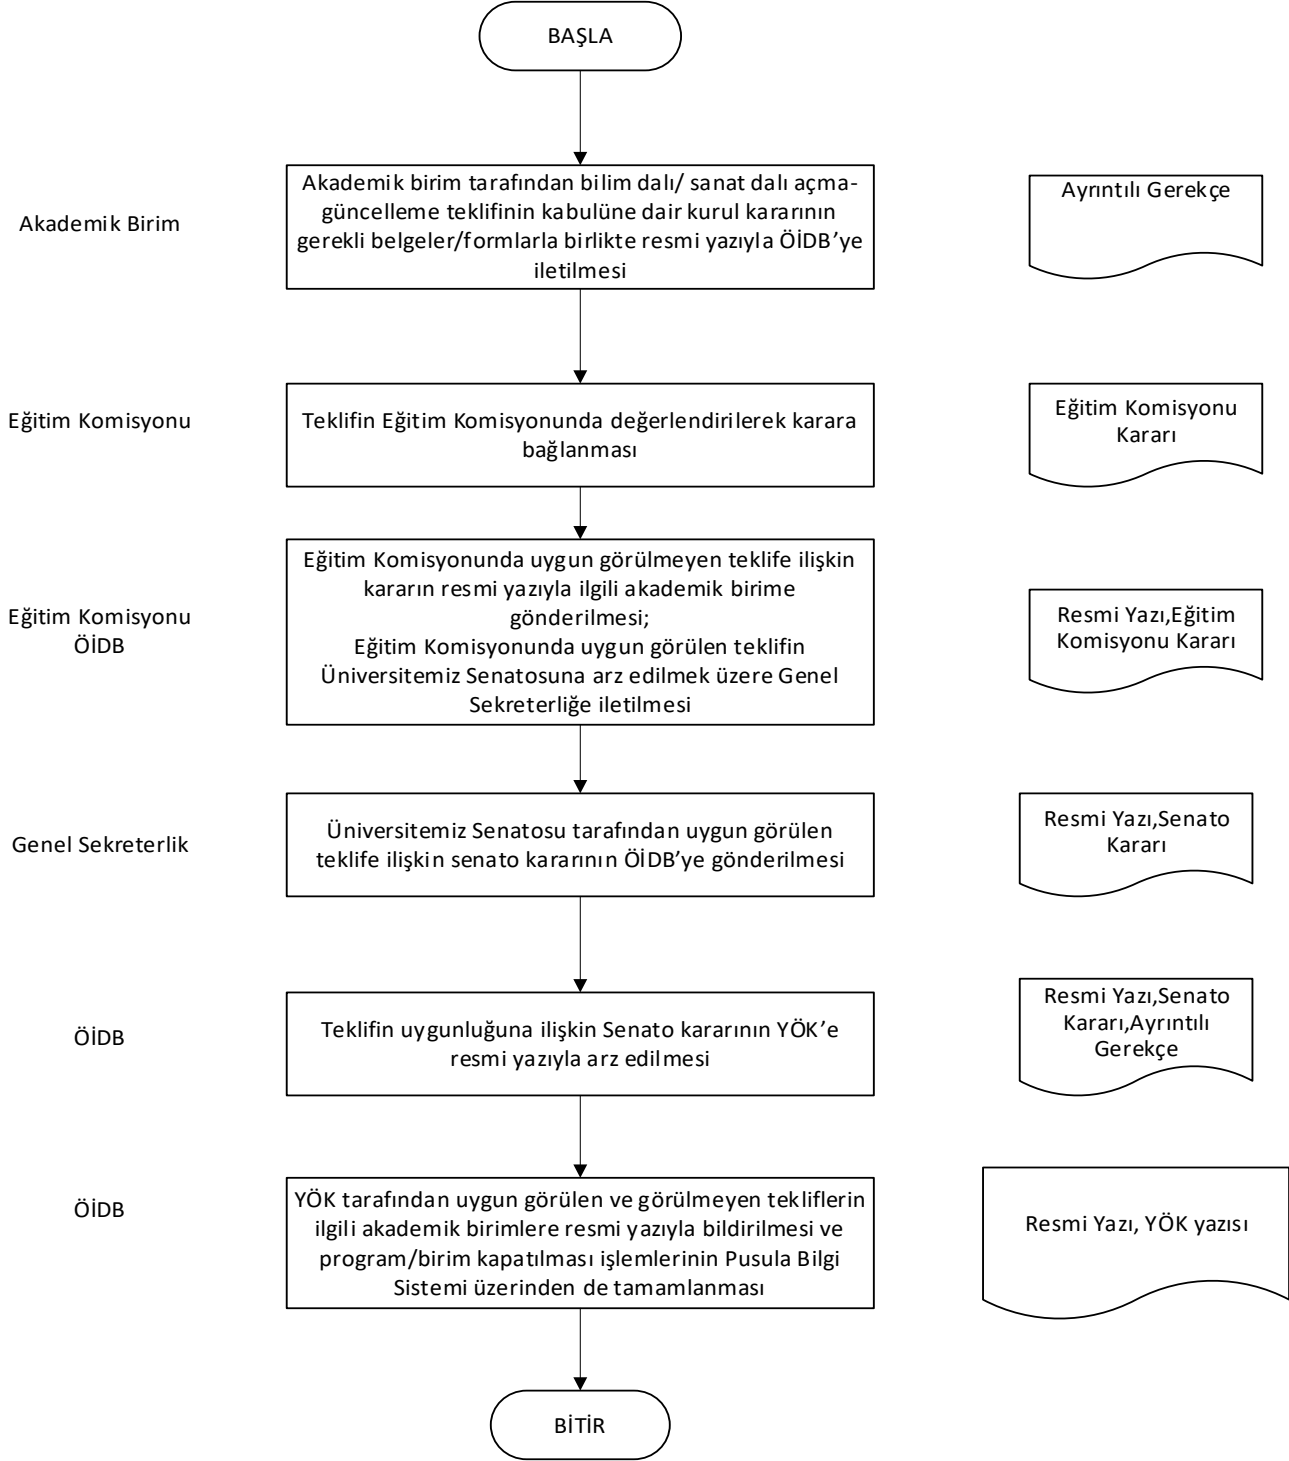 BAŞLA
Akademik Birim
Akademik birim tarafından bilim dalı/ sanat dalı açma-
güncelleme teklifinin kabulüne dair kurul kararının
gerekli belgeler/formlarla birlikte resmi yazıyla ÖİDB’ye
iletilmesi
Ayrıntılı Gerekçe
Eğitim Komisyonu
Teklifin Eğitim Komisyonunda değerlendirilerek karara
bağlanması
Eğitim Komisyonu
Kararı
Eğitim Komisyonu
ÖİDB
Eğitim Komisyonunda uygun görülmeyen teklife ilişkin
kararın resmi yazıyla ilgili akademik birime
gönderilmesi;
Eğitim Komisyonunda uygun görülen teklifin
Üniversitemiz Senatosuna arz edilmek üzere Genel
Sekreterliğe iletilmesi
Resmi Yazı,Eğitim
Komisyonu Kararı
Genel Sekreterlik
Üniversitemiz Senatosu tarafından uygun görülen
teklife ilişkin senato kararının ÖİDB’ye gönderilmesi
Resmi Yazı,Senato
Kararı
ÖİDB
Teklifin uygunluğuna ilişkin Senato kararının YÖK’e
resmi yazıyla arz edilmesi
Resmi Yazı,Senato
Kararı,Ayrıntılı
Gerekçe
ÖİDB
YÖK tarafından uygun görülen ve görülmeyen tekliflerin
ilgili akademik birimlere resmi yazıyla bildirilmesi ve
program/birim kapatılması işlemlerinin Pusula Bilgi
Sistemi üzerinden de tamamlanması
Resmi Yazı, YÖK yazısı
BİTİR